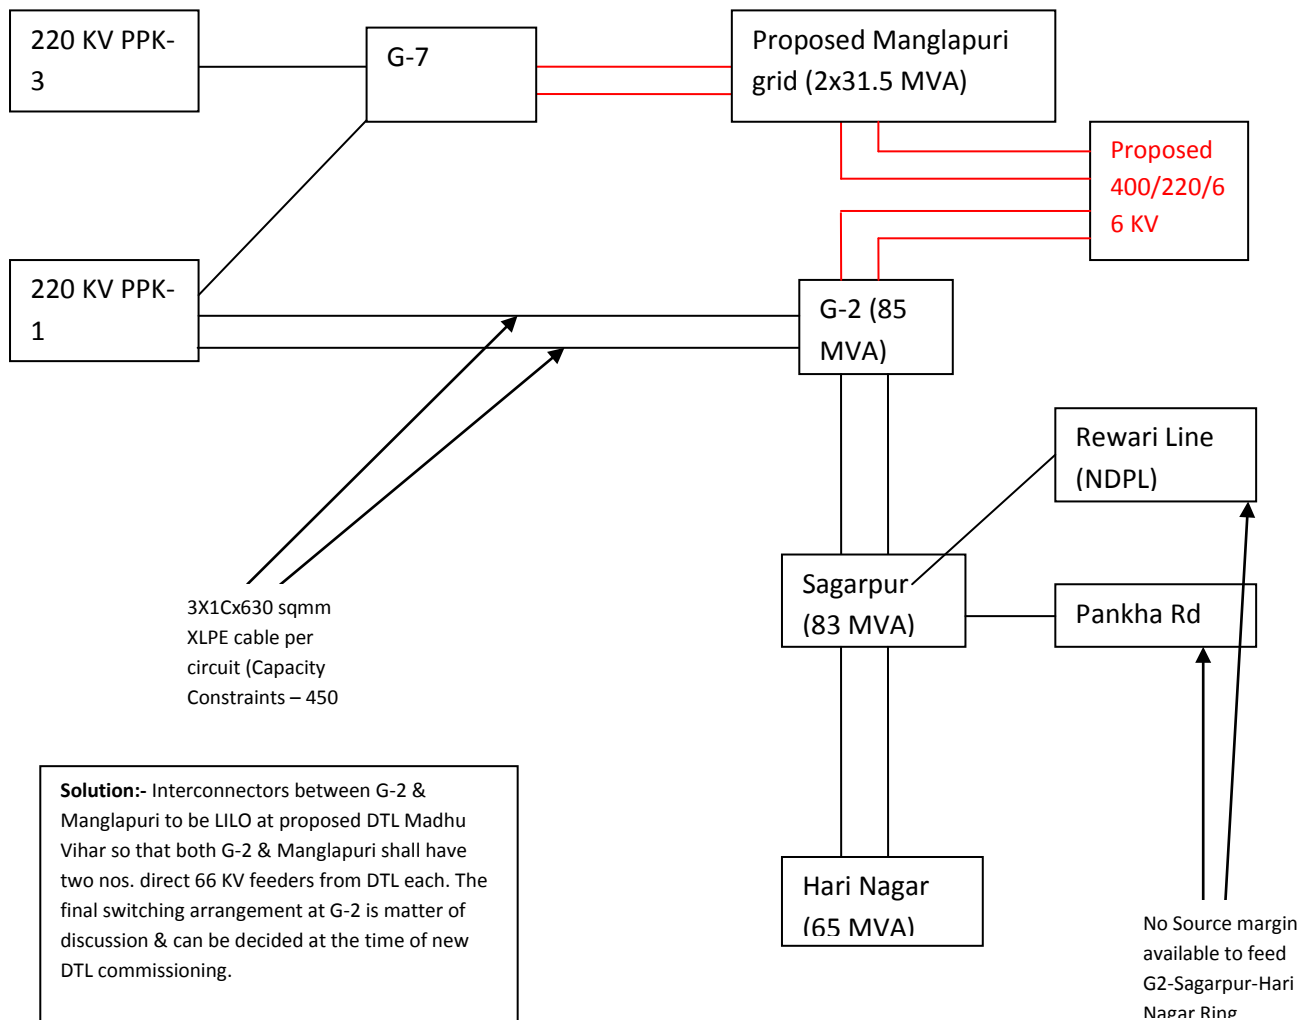 220 KV PPK-
3
G-7
Proposed Manglapuri
grid (2x31.5 MVA)
Proposed
400/220/6
6 KV
220 KV PPK-
1
G-2 (85
MVA)
Rewari Line
(NDPL)
Sagarpur
(83 MVA)
Pankha Rd
3X1Cx630 sqmm
XLPE cable per
circuit (Capacity
Constraints – 450
Solution:- Interconnectors between G-2 &
Manglapuri to be LILO at proposed DTL Madhu
Vihar so that both G-2 & Manglapuri shall have
two nos. direct 66 KV feeders from DTL each. The
final switching arrangement at G-2 is matter of
discussion & can be decided at the time of new
DTL commissioning.
Hari Nagar
(65 MVA)
No Source margin
available to feed
G2-Sagarpur-Hari
Nagar Ring